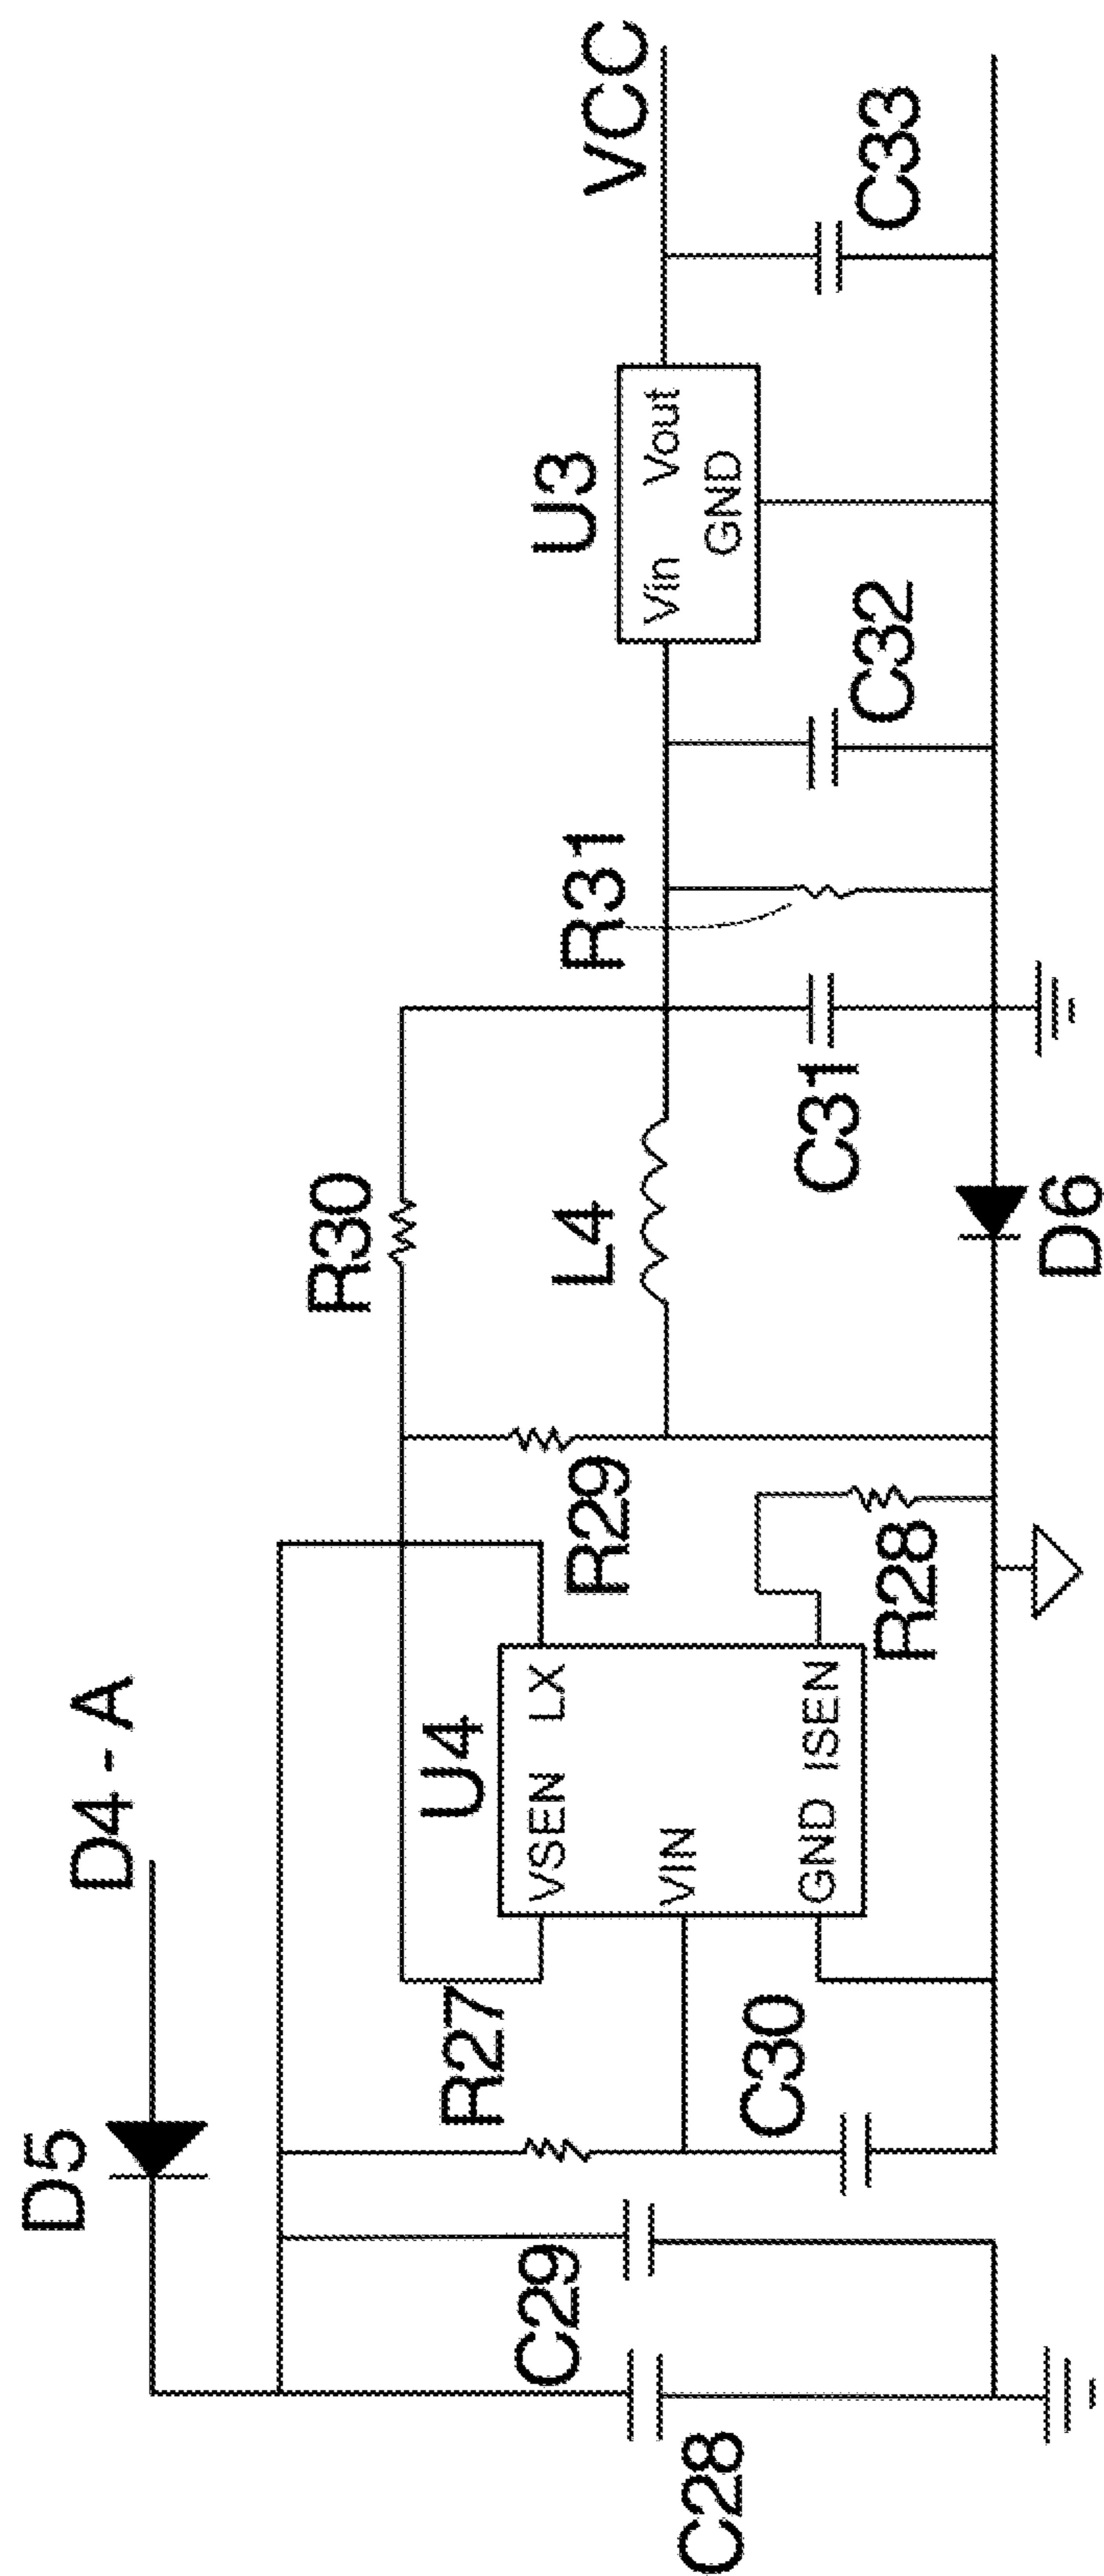 D5
D4 - A
C28
C29
R27
C30
U4
VSEN LX
VIN
GND ISEN
R28
R29
R30
L4
D6
C31
R31
C32
U3
Vin Vout
GND
C33
VCC